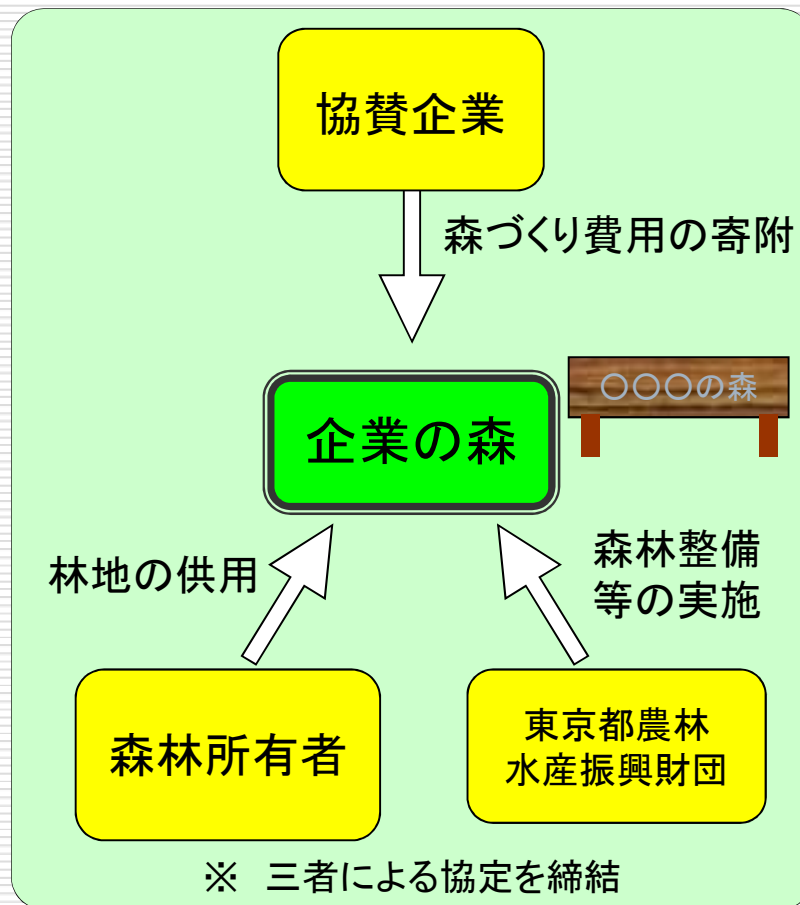 協賛企業
森づくり費用の寄附
企業の森
〇〇〇の森
林地の供用
森林整備
等の実施
森林所有者
東京都農林
水産振興財団
※ 三者による協定を締結